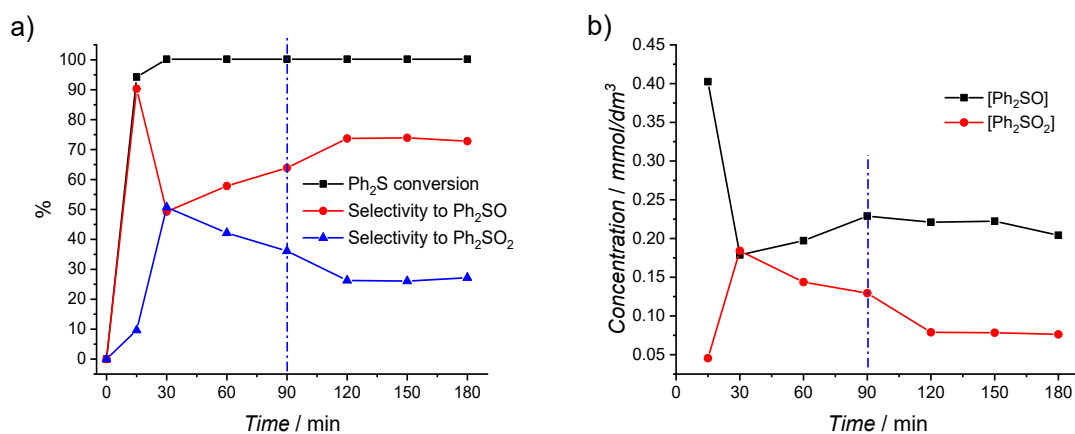 a)
%
100
90
80
70
60
50
40
30
20
10
0
0 30 60 90 120 150 180
Time / min
Ph₂S conversion
Selectivity to Ph₂SO
Selectivity to Ph₂SO₂
b)
Concentration / mmol/dm³
0.45
0.40
0.35
0.30
0.25
0.20
0.15
0.10
0.05
0 30 60 90 120 150 180
Time / min
[Ph₂SO]
[Ph₂SO₂]